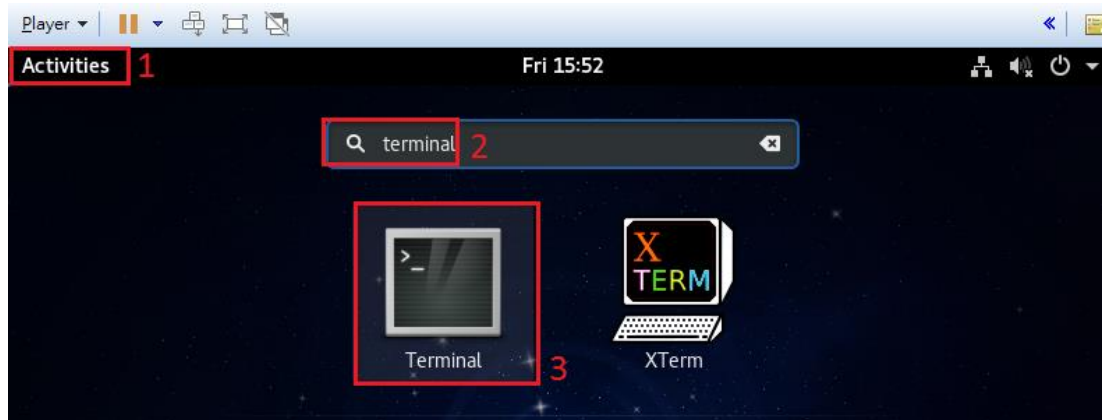 Player
Activities 1 Fri 15:52
terminal 2
>_
X
TERM
Terminal 3 XTerm